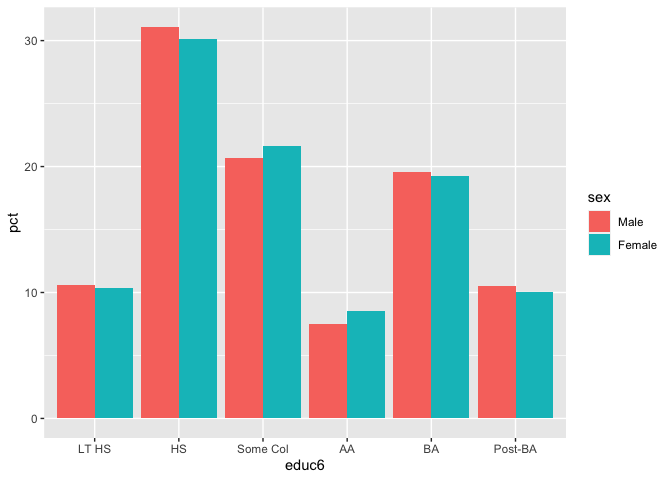 pct
30
20
10
0
LT HS
HS
Some Col
AA
BA
Post-BA
educ6
sex
Male
Female